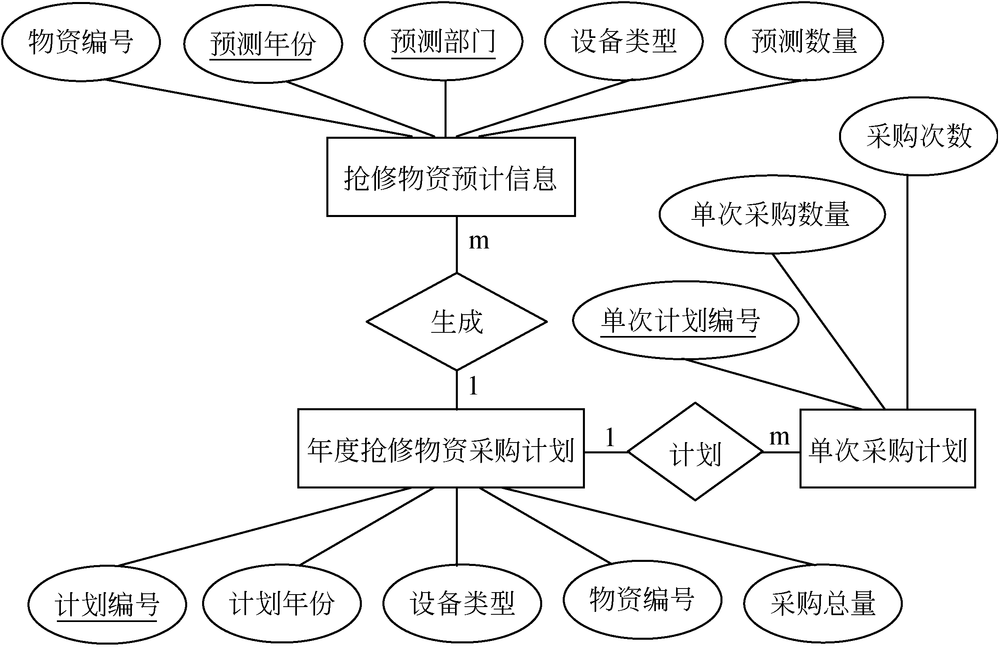 物资编号
预测年份
预测部门
设备类型
预测数量
采购次数
抢修物资预计信息
单次采购数量
m
生成
单次计划编号
1
年度抢修物资采购计划
1
计划
m
单次采购计划
计划编号
计划年份
设备类型
物资编号
采购总量